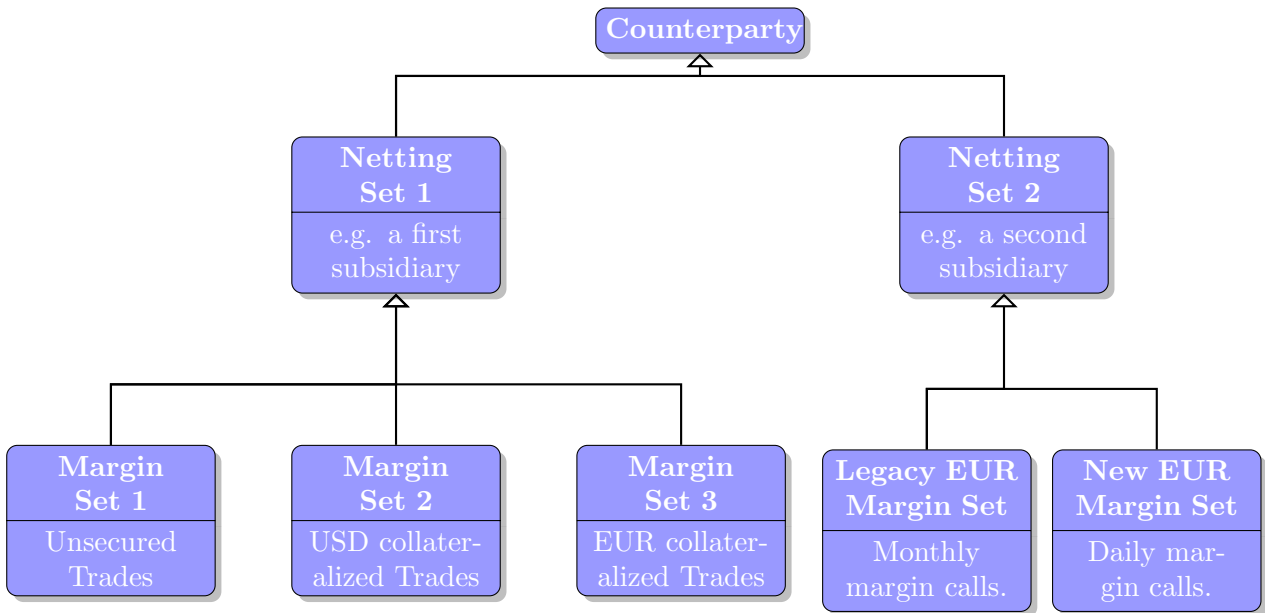 Counterparty
Netting
Set 1
e.g. a first
subsidiary
Netting
Set 2
e.g. a second
subsidiary
Margin
Set 1
Unsecured
Trades
Margin
Set 2
USD collater-
alized Trades
Margin
Set 3
EUR collater-
alized Trades
Legacy EUR
Margin Set
Monthly
margin calls.
New EUR
Margin Set
Daily mar-
gin calls.